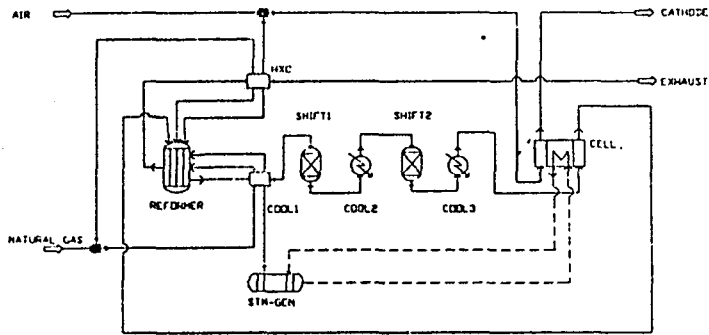 AIR
CATHODE
HXC
EXHAUST
SHIFT1
SHIFT2
CELL
REFORMER
COOL1
COOL2
COOL3
NATURAL GAS
STM-GEN